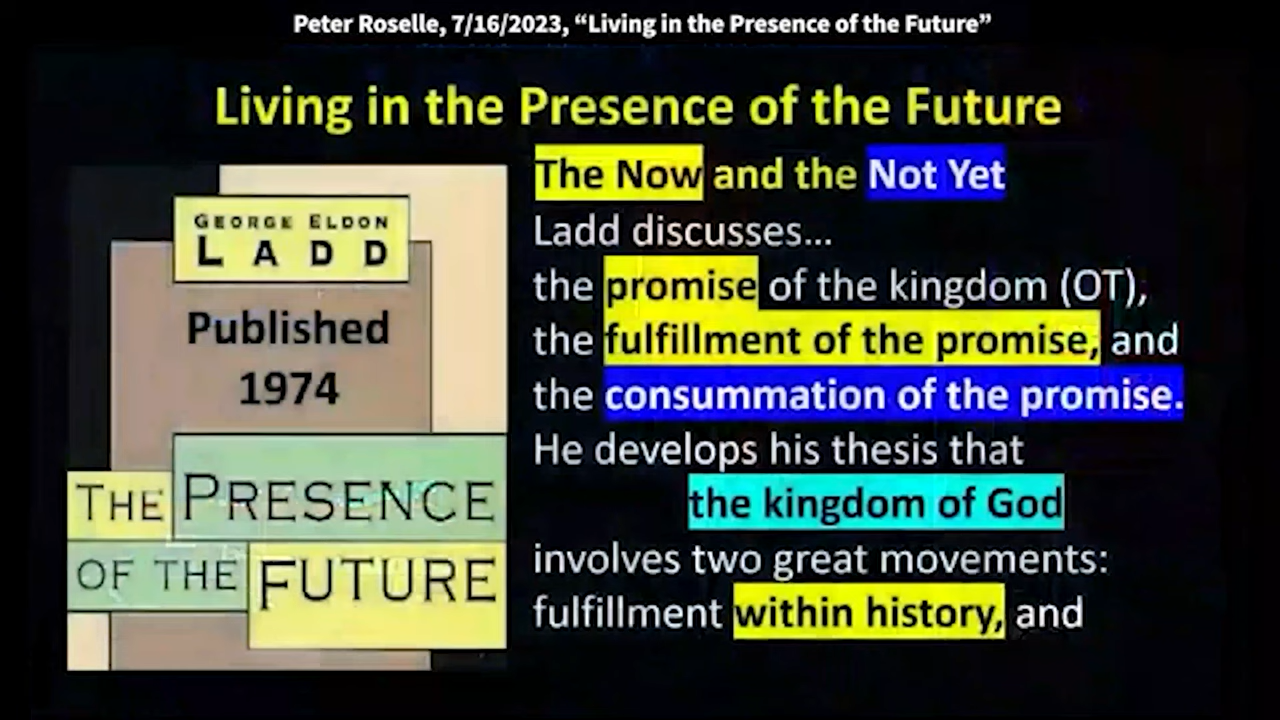 Peter Roselle, 7/16/2023, “Living in the Presence of the Future”
Living in the Presence of the Future
GEORGE ELDON
LADD
Published
1974
THE PRESENCE
OF THE FUTURE
The Now and the Not Yet
Ladd discusses...
the promise of the kingdom (OT),
the fulfillment of the promise, and
the consummation of the promise.
He develops his thesis that
the kingdom of God
involves two great movements:
fulfillment within history, and